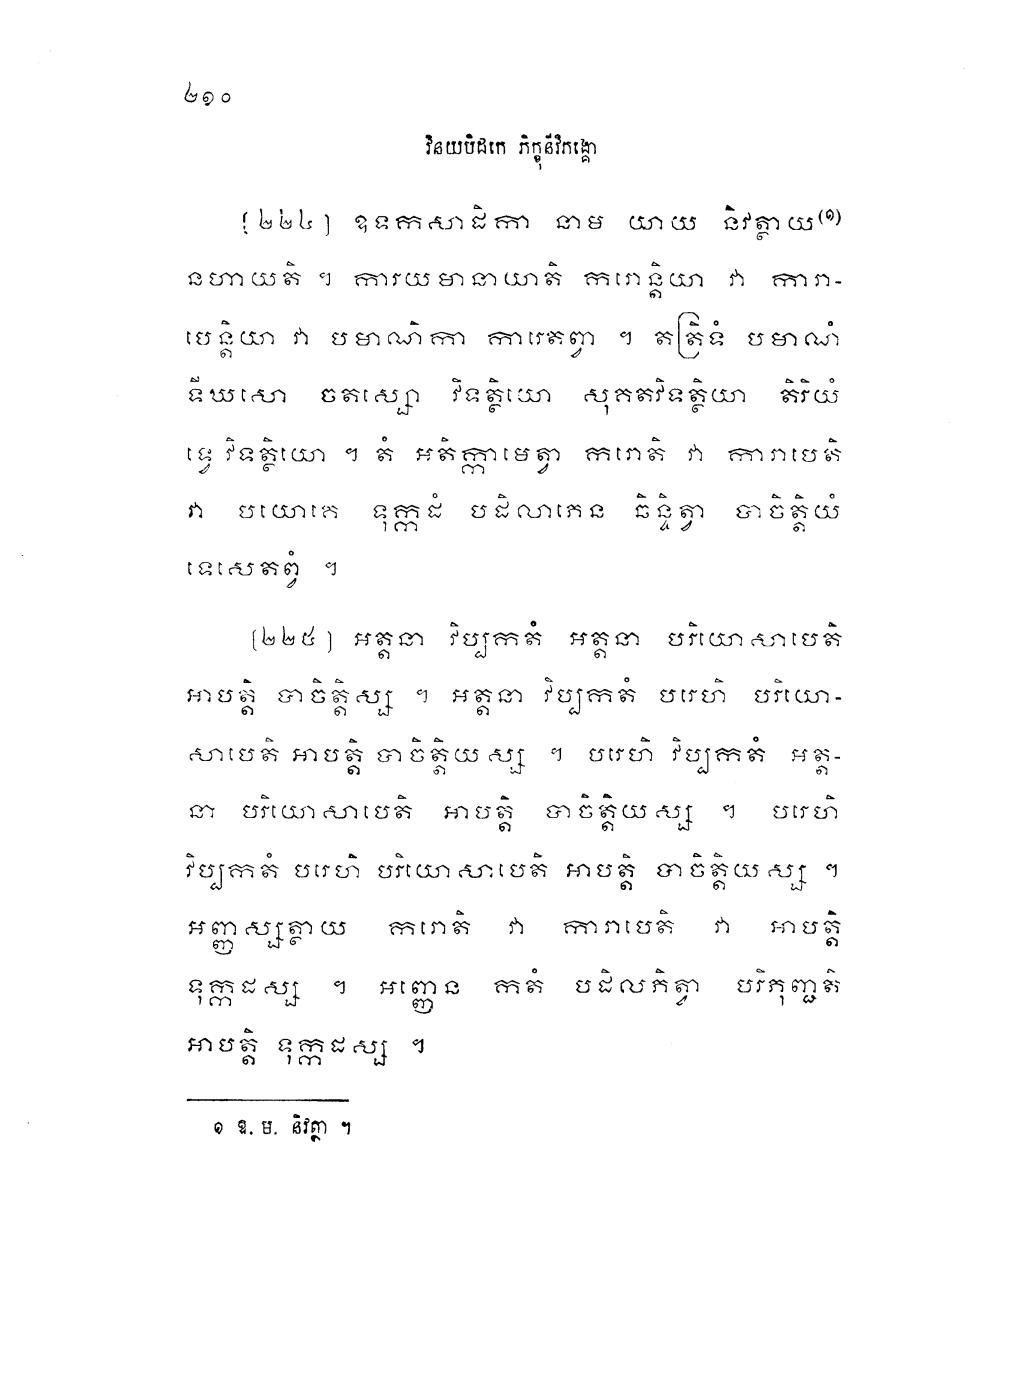 ២១០
វិនយបិដកេ ភិក្ខុនីវិភង្គោ
[២២៤] ឧទកសាដិកា នាម យាយ និវត្ថាយ(១)
នហាយតិ ។ ការយមានាយាតិ ករោន្តិយា វា ការា-
បេន្តិយា វា បមាណិកា ការេតព្វា ។ តត្រិទំ បមាណំ
ទីឃសោ ចតស្សោ វិទត្ថិយោ សុគតវិទត្ថិយា តិរិយំ
ទ្វេ វិទត្ថិយោ ។ តំ អតិក្កាមេត្វា ករោតិ វា ការាបេតិ
វា បយោគេ ទុក្កដំ បដិលាភេន ឆិន្ទិត្វា បាចិត្តិយំ
ទេសេតព្វំ ។
[២២៥] អត្តនា វិប្បកតំ អត្តនា បរិយោសាបេតិ
អាបត្តិ បាចិត្តិស្ស ។ អត្តនា វិប្បកតំ បរេហិ បរិយោ-
សាបេតិ អាបត្តិ បាចិត្តិយស្ស ។ បរេហិ វិប្បកតំ អត្ត-
នា បរិយោសាបេតិ អាបត្តិ បាចិត្តិយស្ស ។ បរេហិ
វិប្បកតំ បរេហិ បរិយោសាបេតិ អាបត្តិ បាចិត្តិយស្ស ។
អញ្ញស្សត្ថាយ ករោតិ វា ការាបេតិ វា អាបត្តិ
ទុក្កដស្ស ។ អញ្ញេន កតំ បដិលភិត្វា បរិភុញ្ជតិ
អាបត្តិ ទុក្កដស្ស ។
១ ឱ. ម. និវត្ថា ។